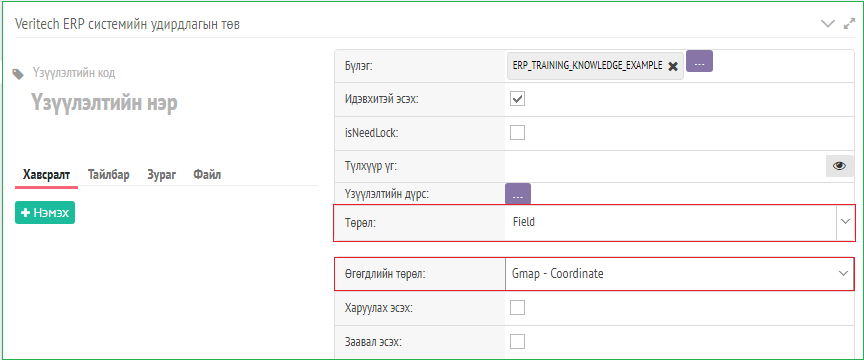 Veritech ERP системийн удирдлагын төв
Үзүүлэлтийн код
Үзүүлэлтийн нэр
Хавсралт Тайлбар Зураг Файл
+ Нэмэх
Бүлэг: ERP_TRAINING_KNOWLEDGE_EXAMPLE ...
Идэвхитэй эсэх:
isNeedLock:
Түлхүүр үг:
Үзүүлэлтийн дүрс: ...
Төрөл: Field
Өгөгдлийн төрөл: Gmap - Coordinate
Харуулах эсэх:
Заавал эсэх: